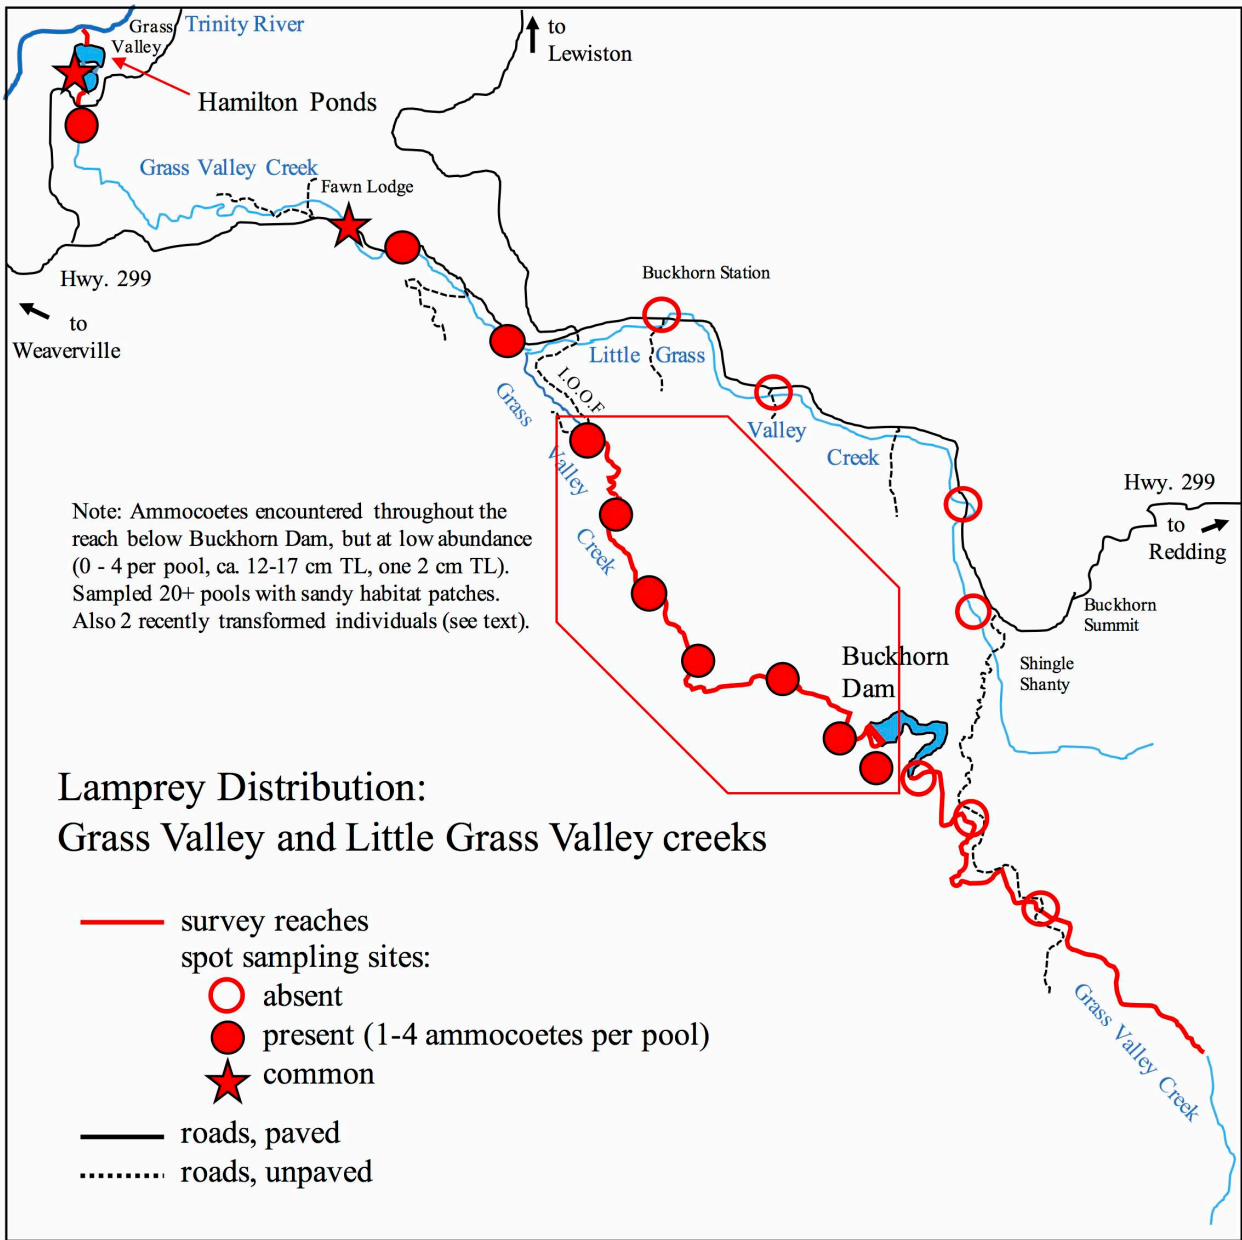 Grass
Valley
Trinity River
to
Lewiston
Hamilton Ponds
Grass Valley Creek
Fawn Lodge
Hwy. 299
to
Weaverville
Buckhorn Station
Little Grass
Valley
Creek
I.O.O.F
Grass
Valley
Creek
Hwy. 299
to
Redding
Buckhorn
Summit
Shingle
Shanty
Note: Ammocoetes encountered throughout the
reach below Buckhorn Dam, but at low abundance
(0 - 4 per pool, ca. 12-17 cm TL, one 2 cm TL).
Sampled 20+ pools with sandy habitat patches.
Also 2 recently transformed individuals (see text).
Buckhorn
Dam
Lamprey Distribution:
Grass Valley and Little Grass Valley creeks
survey reaches
spot sampling sites:
absent
present (1-4 ammocoetes per pool)
common
roads, paved
roads, unpaved
Grass Valley Creek